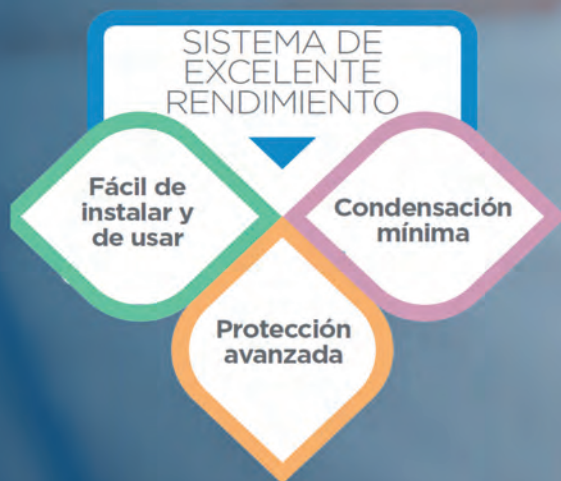 SISTEMA DE
EXCELENTE
RENDIMIENTO
Fácil de
instalar y
de usar
Condensación
mínima
Protección
avanzada